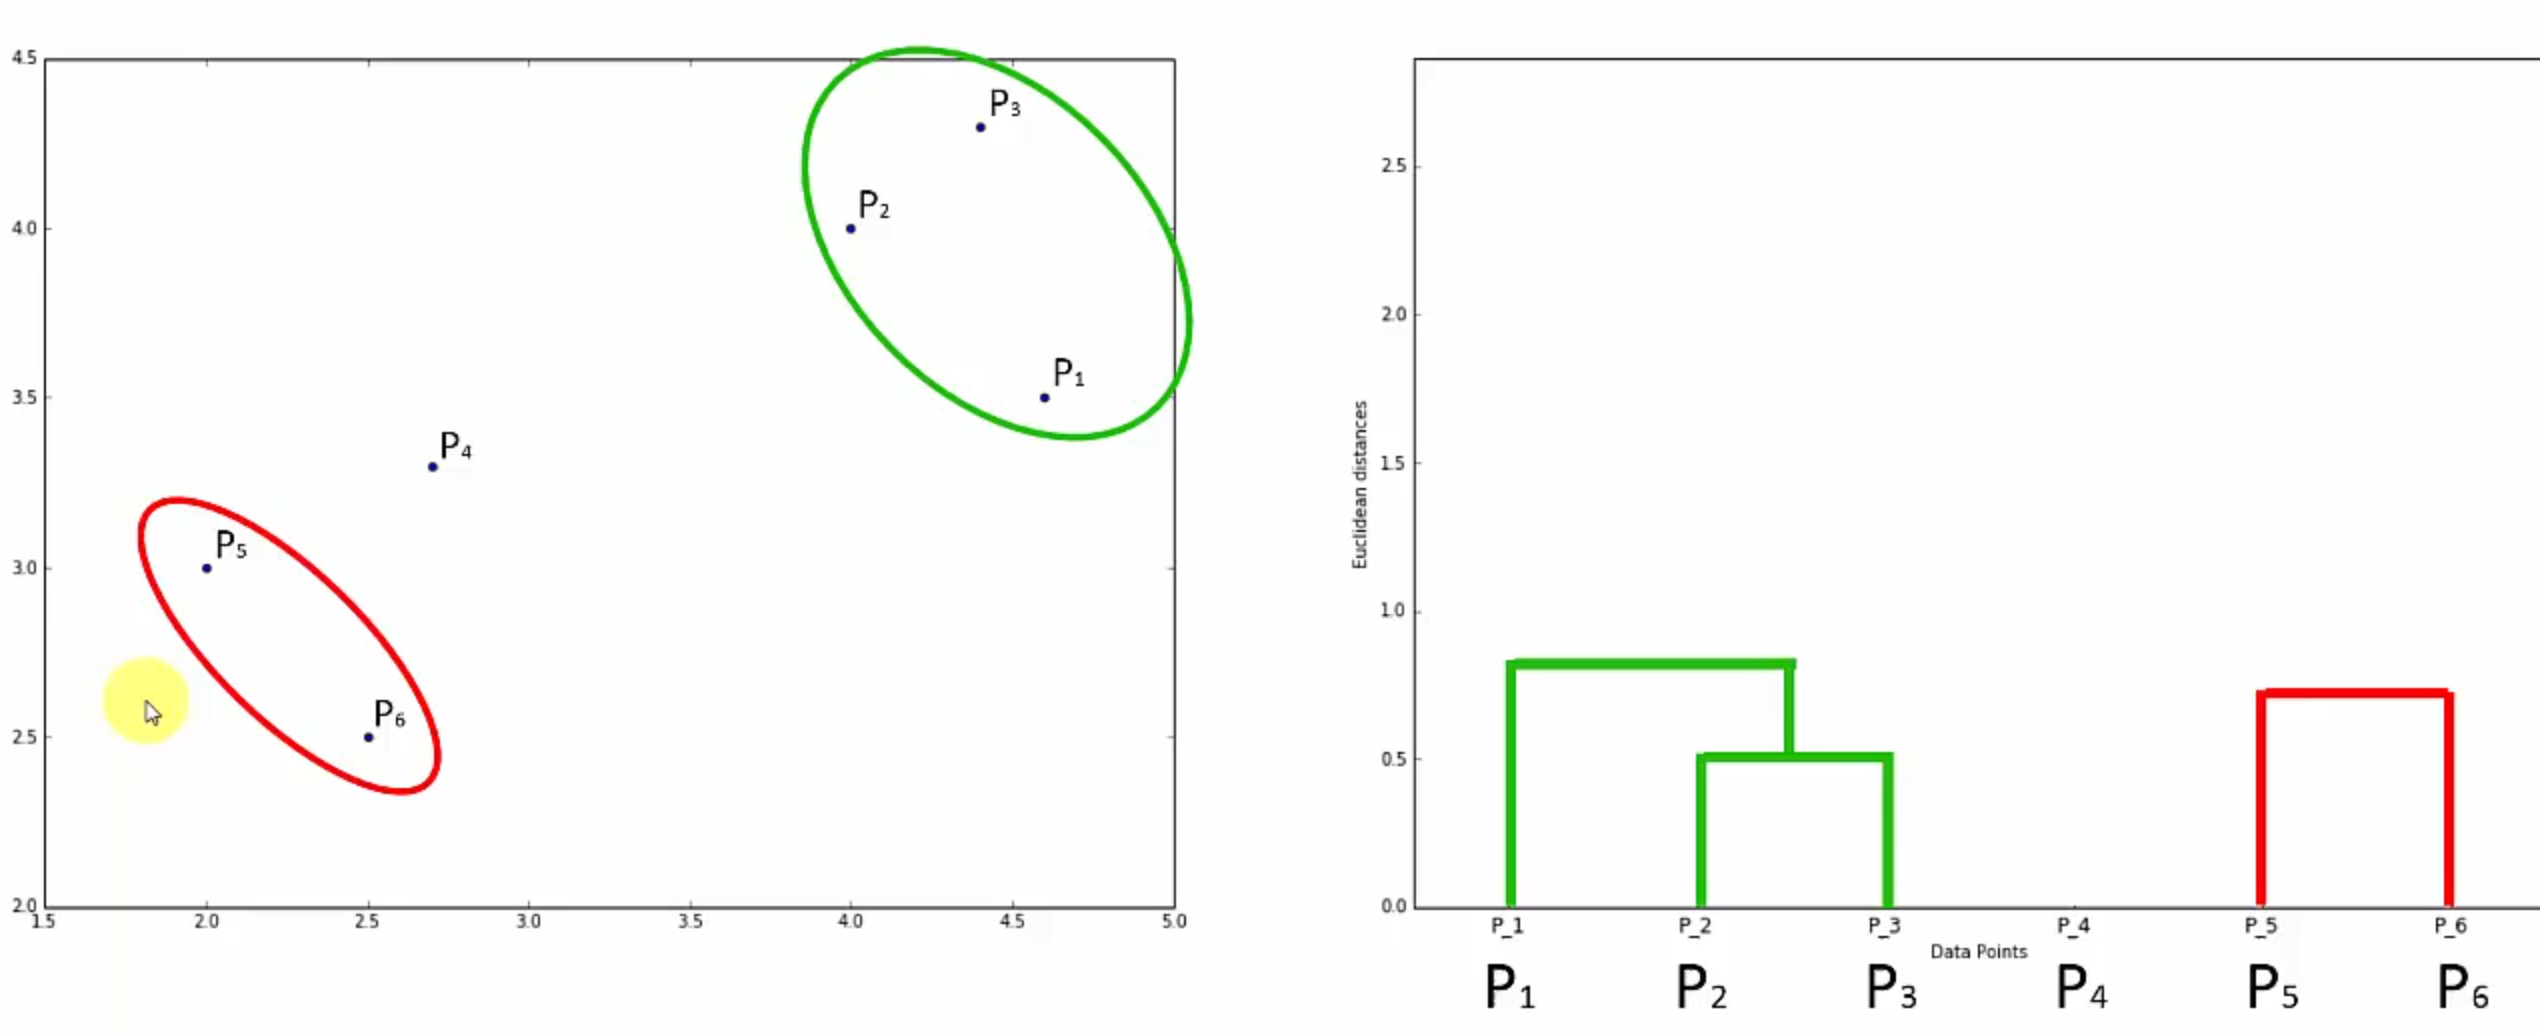 4.5
4.0
3.5
3.0
2.5
2.0
1.5 2.0 2.5 3.0 3.5 4.0 4.5 5.0
P₃
P₂
P₁
P₄
P₅
P₆
2.5
2.0
1.5
1.0
0.5
0.0
Euclidean distances
P_1 P_2 P_3 P_4 P_5 P_6
Data Points
P₁ P₂ P₃ P₄ P₅ P₆